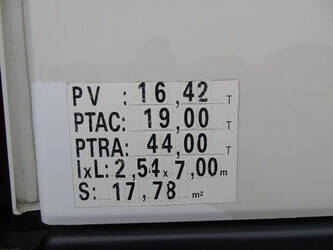 PV : 16,42 T
PTAC: 19,00 T
PTRA: 44,00 T
lxL: 2,54 x 7,00 m
S: 17,78 m²